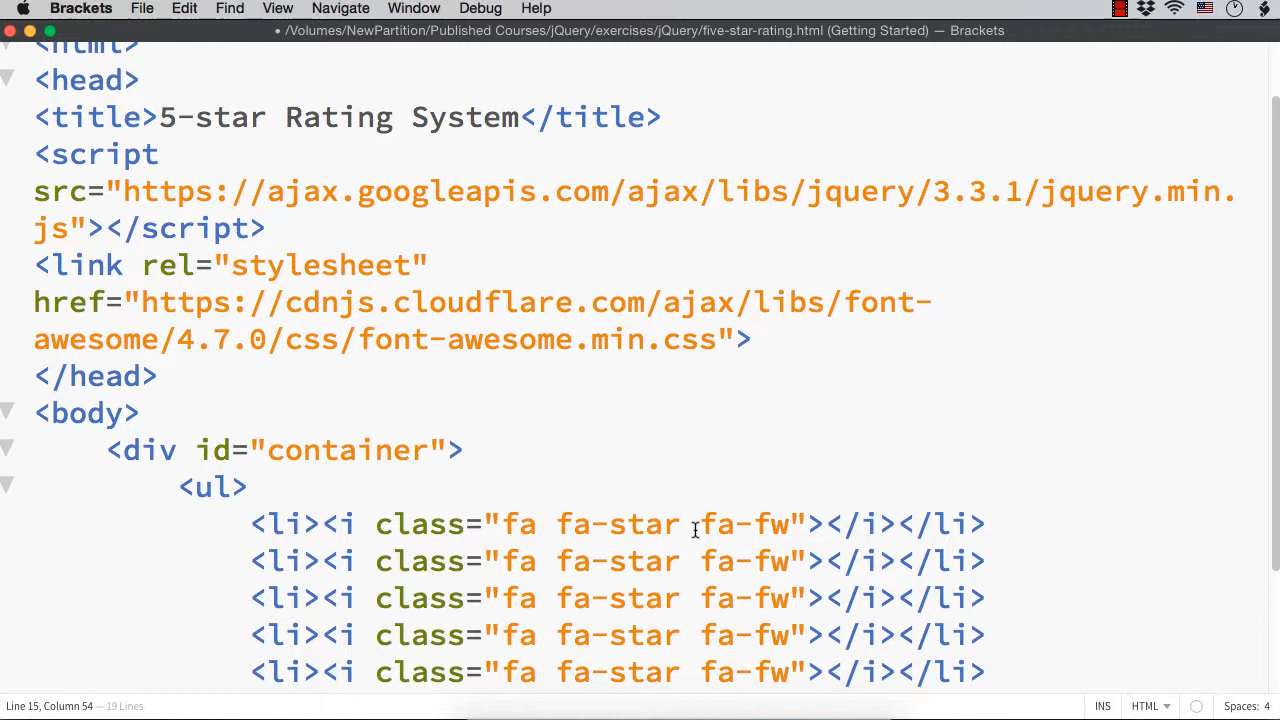 Brackets File Edit Find View Navigate Window Debug Help
• /Volumes/NewPartition/Published Courses/jQuery/exercises/jQuery/five-star-rating.html (Getting Started) — Brackets
<html>
<head>
<title>5-star Rating System</title>
<script
src="https://ajax.googleapis.com/ajax/libs/jquery/3.3.1/jquery.min.
js"></script>
<link rel="stylesheet"
href="https://cdnjs.cloudflare.com/ajax/libs/font-
awesome/4.7.0/css/font-awesome.min.css">
</head>
<body>
<div id="container">
<ul>
<li><i class="fa fa-star fa-fw"></i></li>
<li><i class="fa fa-star fa-fw"></i></li>
<li><i class="fa fa-star fa-fw"></i></li>
<li><i class="fa fa-star fa-fw"></i></li>
<li><i class="fa fa-star fa-fw"></i></li>
Line 15, Column 54 — 19 Lines INS HTML Spaces: 4